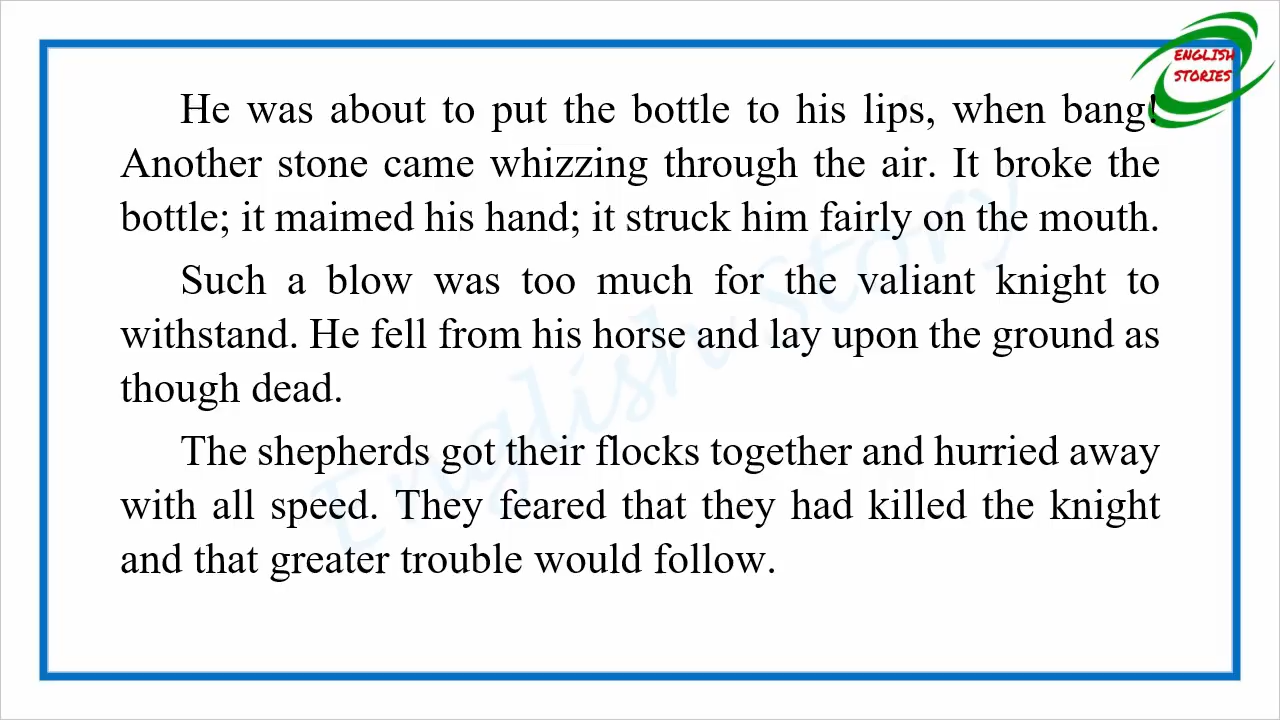 ENGLISH
STORIES
He was about to put the bottle to his lips, when bang!
Another stone came whizzing through the air. It broke the
bottle; it maimed his hand; it struck him fairly on the mouth.
Such a blow was too much for the valiant knight to
withstand. He fell from his horse and lay upon the ground as
though dead.
The shepherds got their flocks together and hurried away
with all speed. They feared that they had killed the knight
and that greater trouble would follow.
English Story